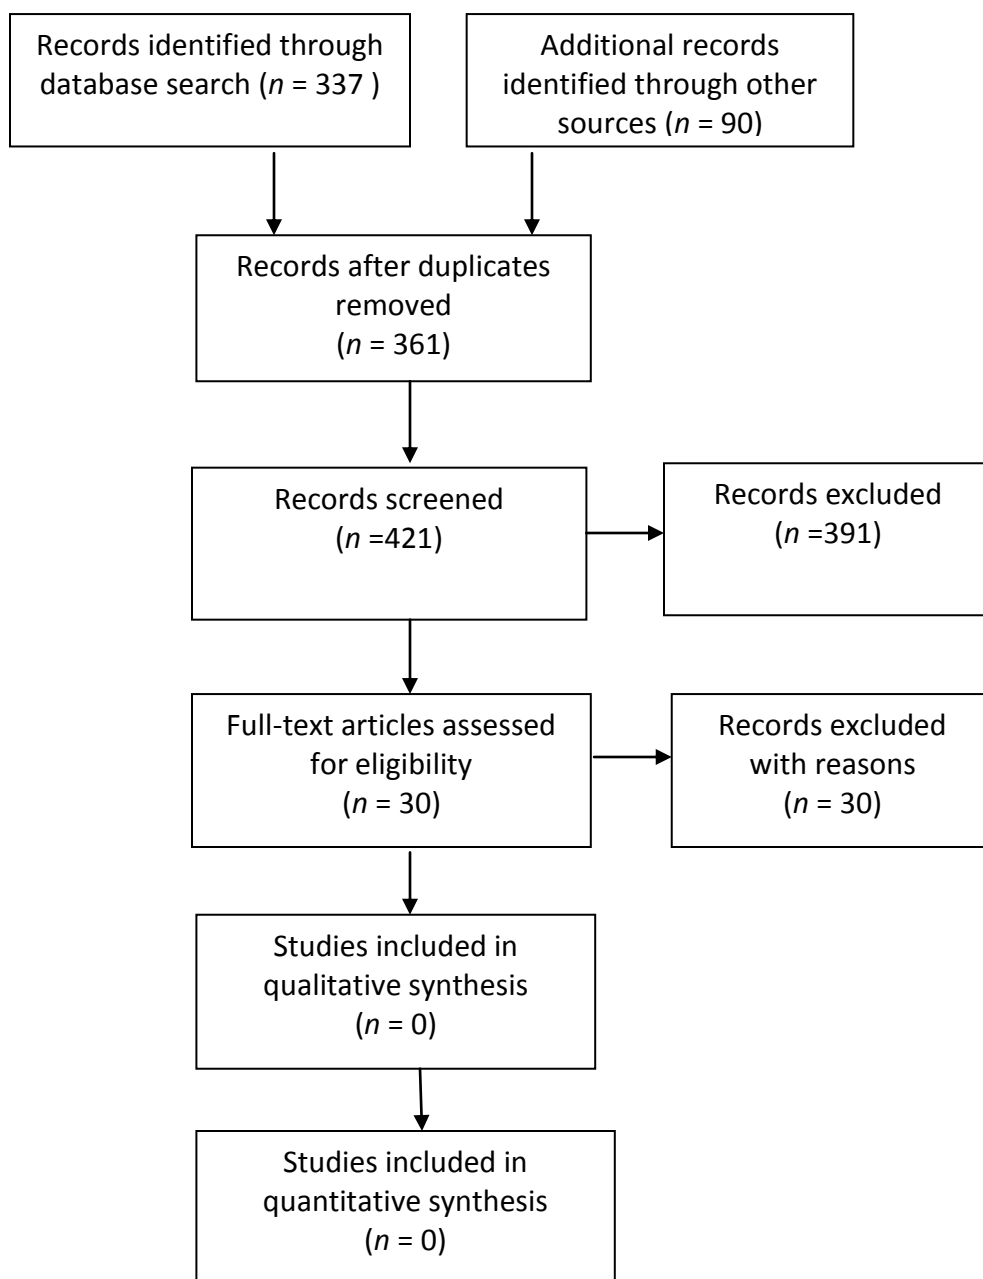 Records identified through
database search (n = 337 )
Additional records
identified through other
sources (n = 90)
Records after duplicates
removed
(n = 361)
Records screened
(n =421)
Records excluded
(n =391)
Full-text articles assessed
for eligibility
(n = 30)
Records excluded
with reasons
(n = 30)
Studies included in
qualitative synthesis
(n = 0)
Studies included in
quantitative synthesis
(n = 0)